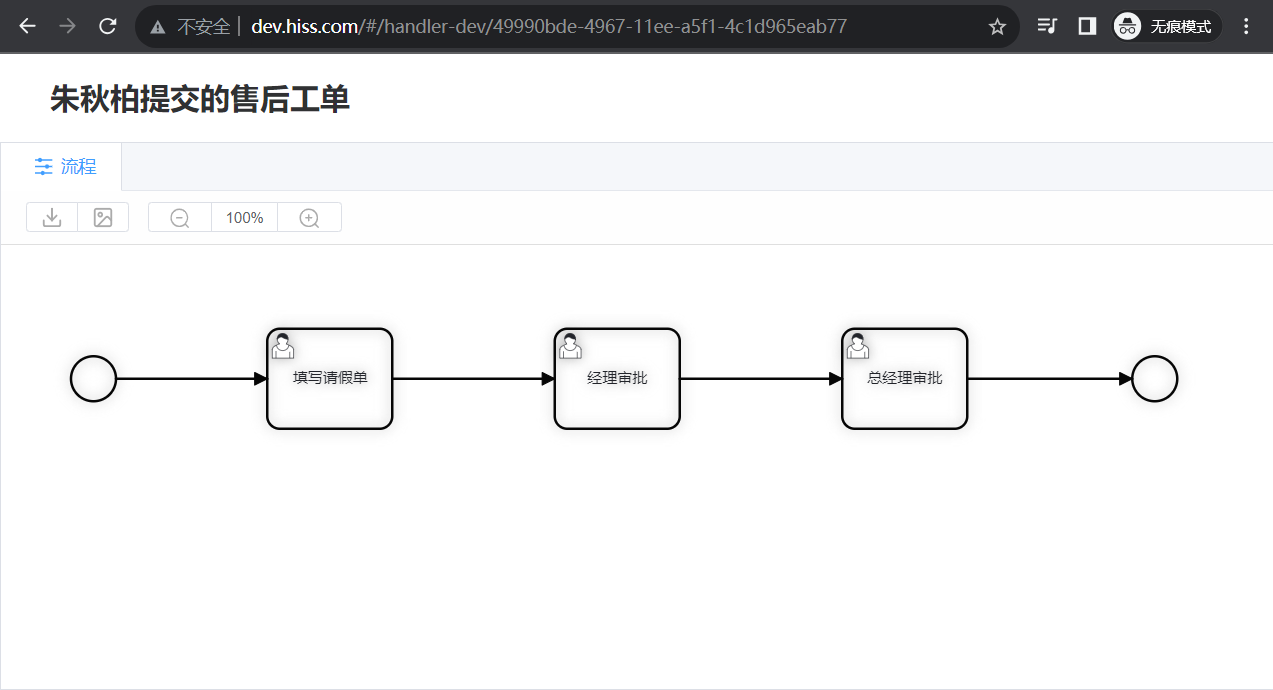 不安全 dev.hiss.com/#/handler-dev/49990bde-4967-11ee-a5f1-4c1d965eab77 无痕模式
朱秋柏提交的售后工单
流程
100%
填写请假单 经理审批 总经理审批